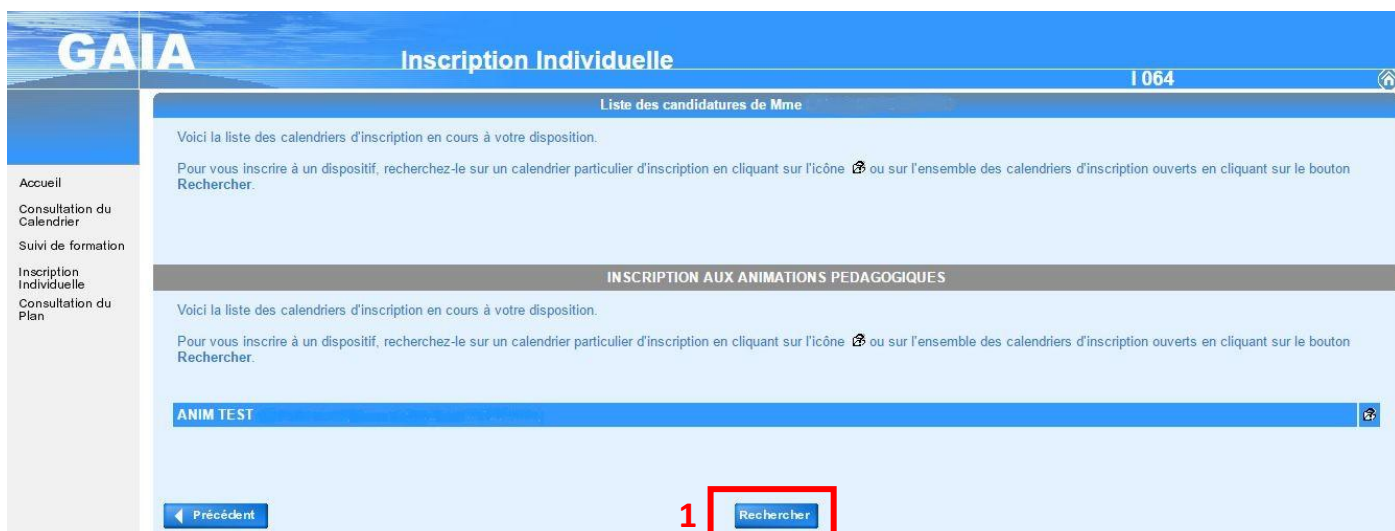 GAIA
Inscription Individuelle
I 064
Liste des candidatures de Mme
Voici la liste des calendriers d'inscription en cours à votre disposition.
Pour vous inscrire à un dispositif, recherchez-le sur un calendrier particulier d'inscription en cliquant sur l'icône ou sur l'ensemble des calendriers d'inscription ouverts en cliquant sur le bouton
Rechercher.
Accueil
Consultation du
Calendrier
Suivi de formation
Inscription
Individuelle
Consultation du
Plan
INSCRIPTION AUX ANIMATIONS PEDAGOGIQUES
Voici la liste des calendriers d'inscription en cours à votre disposition.
Pour vous inscrire à un dispositif, recherchez-le sur un calendrier particulier d'inscription en cliquant sur l'icône ou sur l'ensemble des calendriers d'inscription ouverts en cliquant sur le bouton
Rechercher.
ANIM TEST
Précédent
1
Rechercher